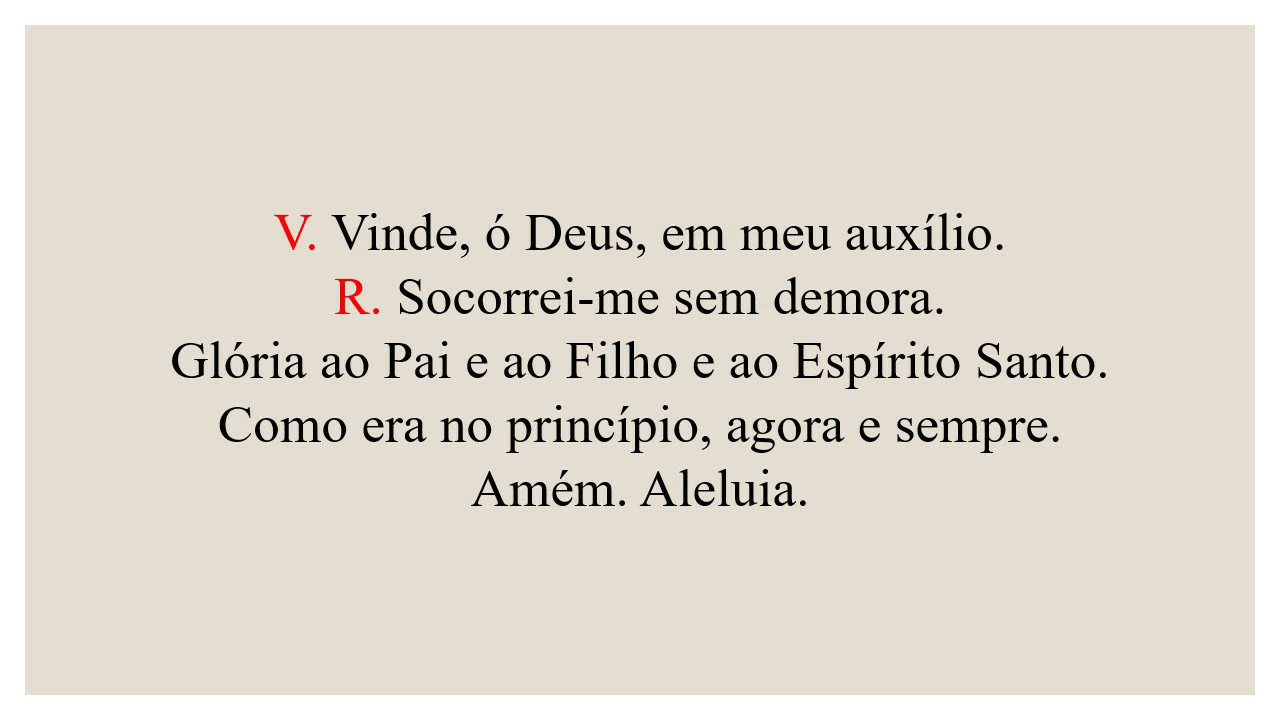 V. Vinde, ó Deus, em meu auxílio.
R. Socorrei-me sem demora.
Glória ao Pai e ao Filho e ao Espírito Santo.
Como era no princípio, agora e sempre.
Amém. Aleluia.